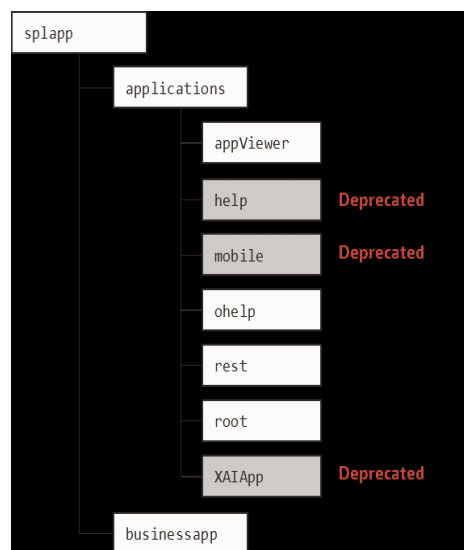 splapp
applications
appViewer
help Deprecated
mobile Deprecated
ohelp
rest
root
XAIApp Deprecated
businessapp